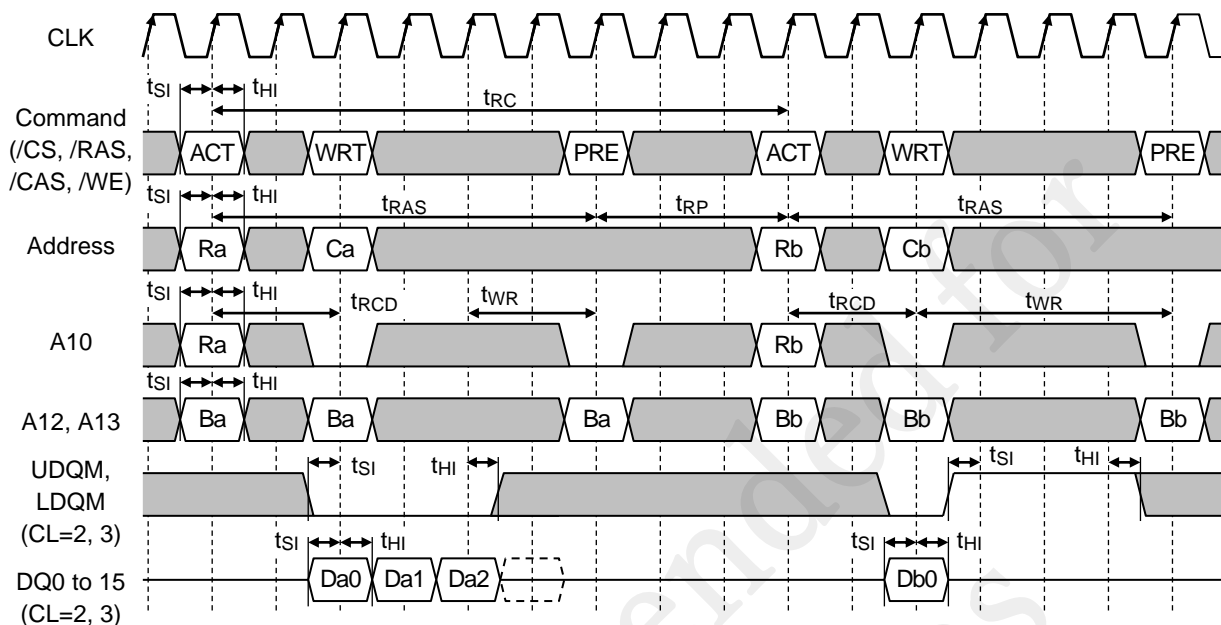 CLK
tSI tHI
tRC
Command
(/CS, /RAS,
/CAS, /WE)
ACT WRT PRE ACT WRT PRE
tSI tHI
tRAS tRP tRAS
Address
Ra Ca Rb Cb
tSI tHI
tRCD tWR tRCD tWR
A10
Ra Rb
tSI tHI
A12, A13
Ba Ba Ba Bb Bb Bb
UDQM,
LDQM
(CL=2, 3)
tSI tHI tSI tHI
tSI tHI tSI tHI
DQ0 to 15
(CL=2, 3)
Da0 Da1 Da2 Db0
ended for